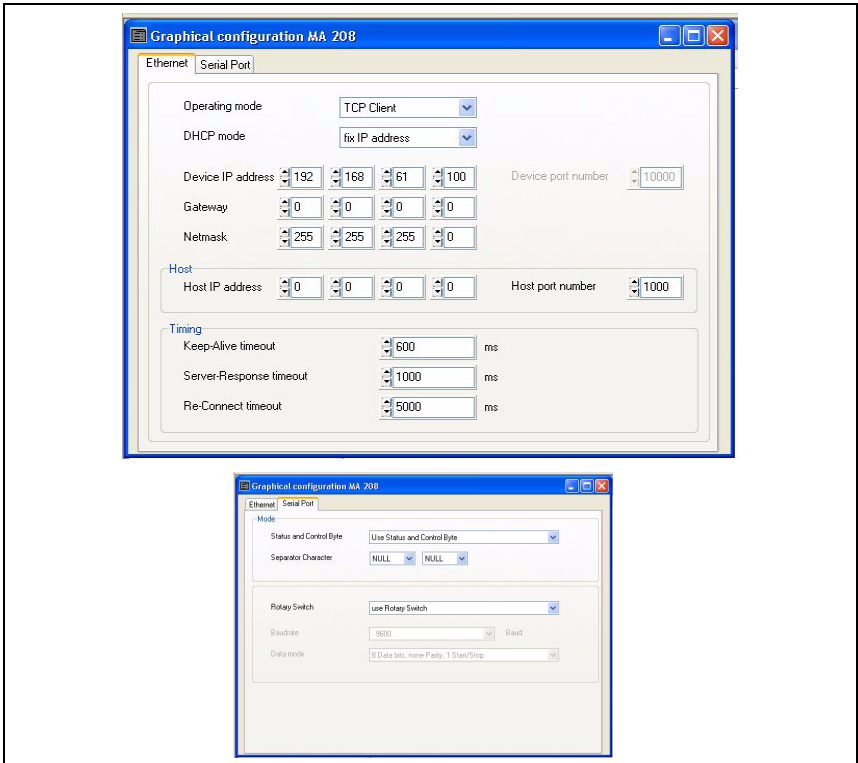 Graphical configuration MA 208
Ethernet Serial Port
Operating mode TCP Client
DHCP mode fix IP address
Device IP address 192 168 61 100 Device port number 10000
Gateway 0 0 0 0
Netmask 255 255 255 0
Host
Host IP address 0 0 0 0 Host port number 1000
Timing
Keep-Alive timeout 600 ms
Server-Response timeout 1000 ms
Re-Connect timeout 5000 ms
Graphical configuration MA 208
Ethernet Serial Port
Mode
Status and Control Byte Use Status and Control Byte
Separator Character NULL NULL
Rotary Switch use Rotary Switch
Baudrate 9600 Baud
Data mode 8 Data bits, none Parity, 1 Start/Stop